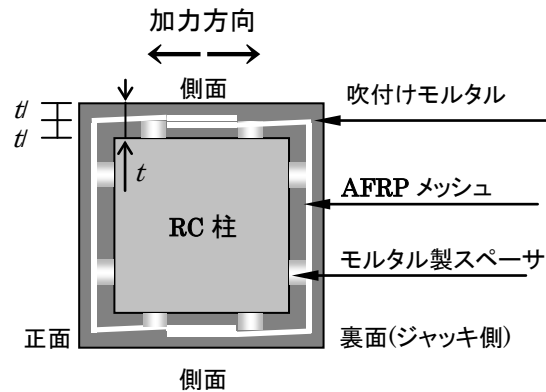 加力方向
側面
吹付けモルタル
t/
t/
t
AFRP メッシュ
RC 柱
モルタル製スペーサ
正面
裏面(ジャッキ側)
側面